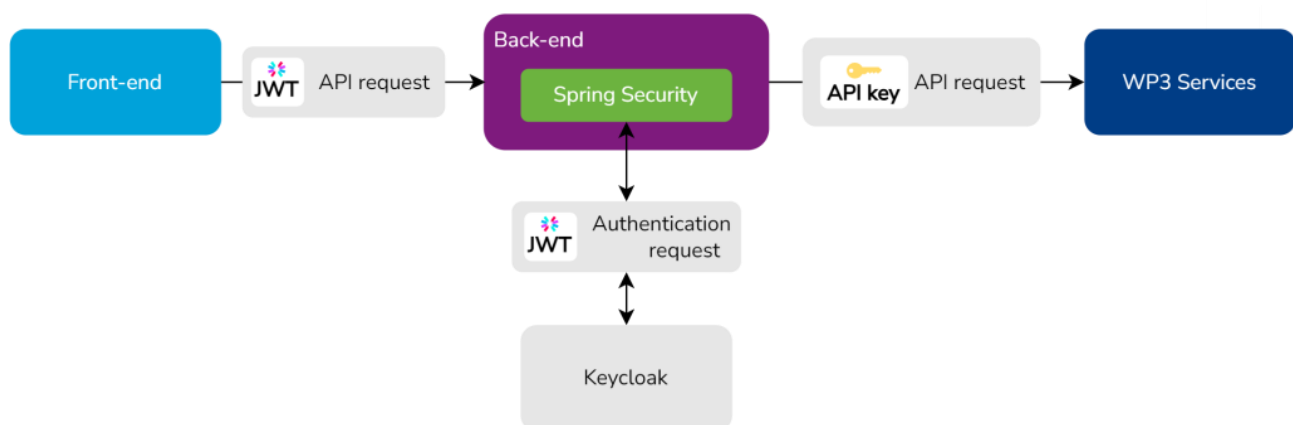 Front-end
JWT
API request
Back-end
Spring Security
API key
API request
WP3 Services
JWT
Authentication
request
Keycloak